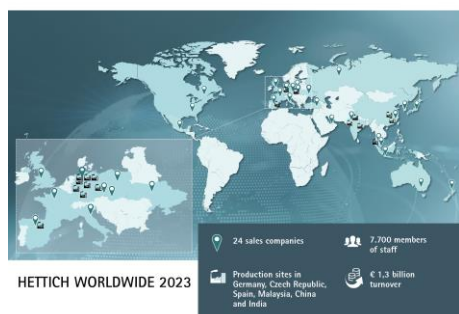 24 sales companies
7.700 members
of staff
Production sites in
Germany, Czech Republic,
Spain, Malaysia, China
and India
€ 1,3 billion
turnover
HETTICH WORLDWIDE 2023